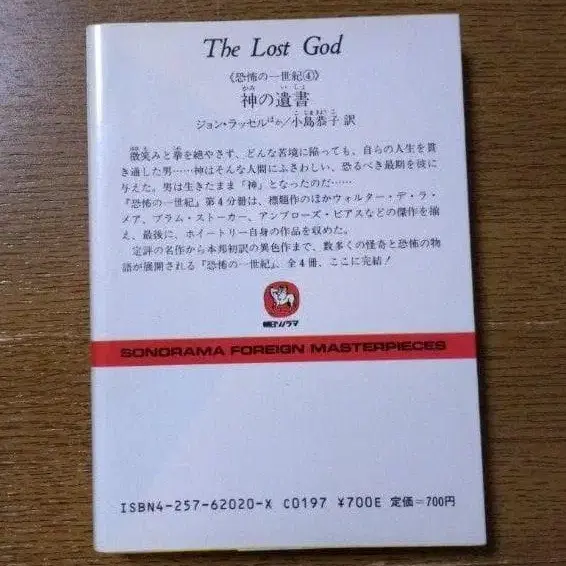 The Lost God
《恐怖の一世紀④》
神の遺書
ジョン・ラッセルほか/小島恭子 訳
微笑みと拳を絶やさず、どんな苦境に陥っても、自らの人生を貫
き通した男……神はそんな人間にふさわしい、恐るべき最期を彼に
与えた。男は生きたまま「神」となったのだ……
『恐怖の一世紀』第4分冊は、標題作のほかウォルター・デ・ラ・
メア、ブラム・ストーカー、アンブローズ・ビアスなどの傑作を揃
え、最後に、ホイートリー自身の作品を収めた。
定評の名作から本邦初訳の異色作まで、数多くの怪奇と恐怖の物
語が展開される『恐怖の一世紀』、全4冊、ここに完結!
朝日ソノラマ
SONORAMA FOREIGN MASTERPIECES
ISBN4-257-62020-X C0197 ¥700E 定価=700円